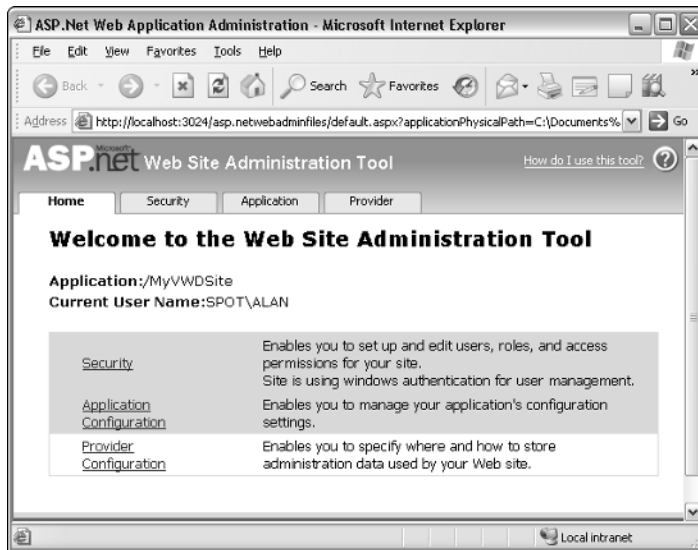 ASP.Net Web Application Administration - Microsoft Internet Explorer
File Edit View Favorites Tools Help
Back Search Favorites »
Address http://localhost:3024/asp.netwebadminfiles/default.aspx?applicationPhysicalPath=C:\Documents% Go
Microsoft
ASP.net Web Site Administration Tool How do I use this tool? ?
Home Security Application Provider
Welcome to the Web Site Administration Tool
Application:/MyVWDSite
Current User Name:SPOT\ALAN
Security
Enables you to set up and edit users, roles, and access
permissions for your site.
Site is using windows authentication for user management.
Application
Configuration
Enables you to manage your application's configuration
settings.
Provider
Configuration
Enables you to specify where and how to store
administration data used by your Web site.
Local intranet